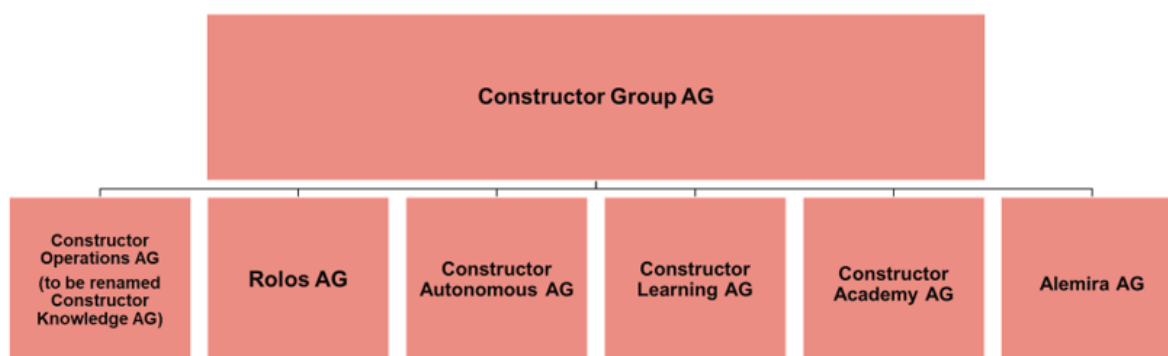 Constructor Group AG
Constructor
Operations AG
(to be renamed
Constructor
Knowledge AG)
Rolos AG
Constructor
Autonomous AG
Constructor
Learning AG
Constructor
Academy AG
Alemira AG